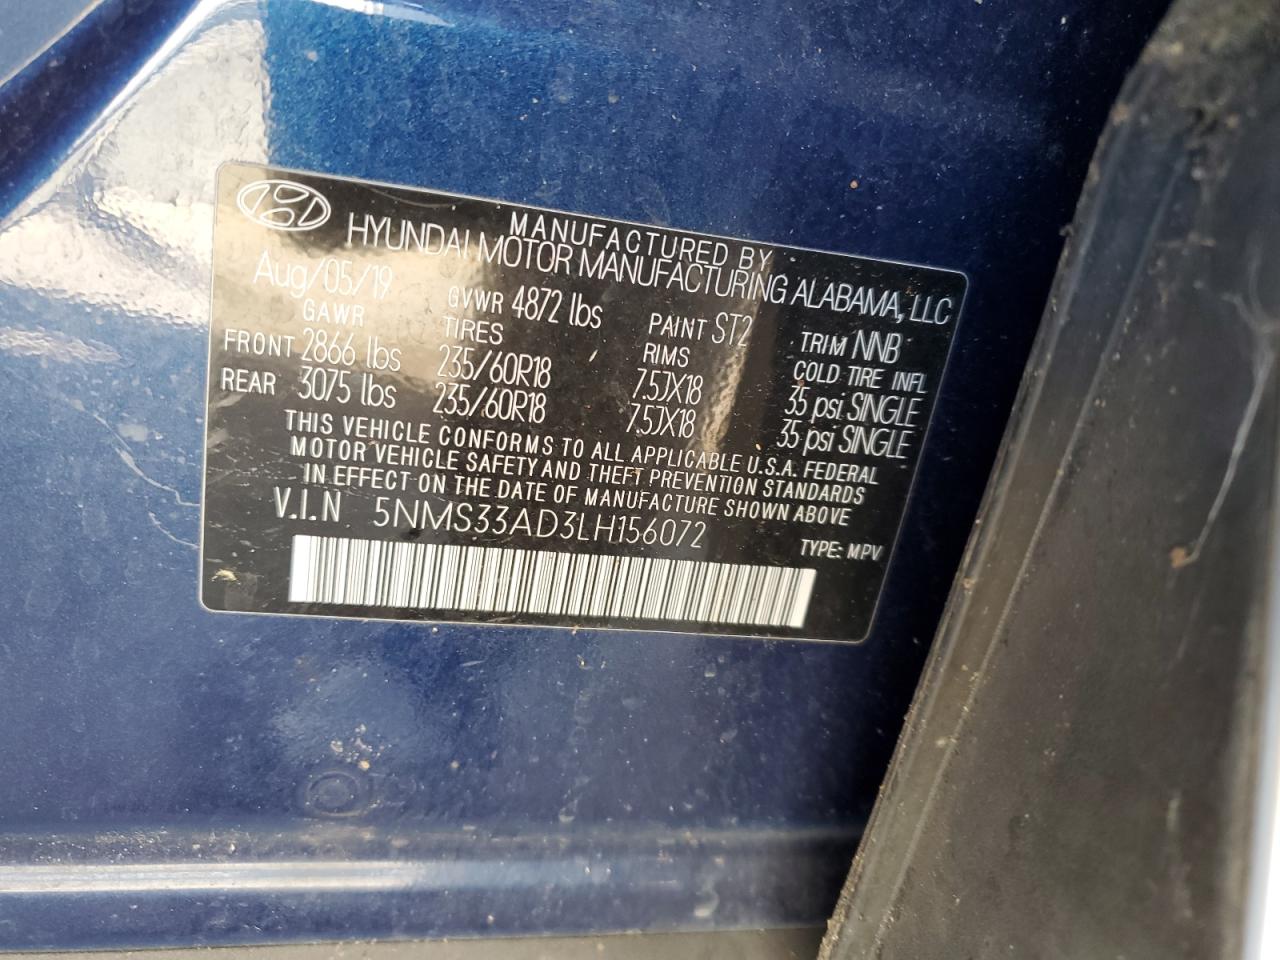 MANUFACTURED BY
HYUNDAI MOTOR MANUFACTURING ALABAMA, LLC
Aug/05/19 GVWR 4872 lbs PAINT ST2 TRIM NNB
GAWR TIRES RIMS COLD TIRE INFL
FRONT 2866 lbs 235/60R18 7.5JX18 35 psi SINGLE
REAR 3075 lbs 235/60R18 7.5JX18 35 psi SINGLE
THIS VEHICLE CONFORMS TO ALL APPLICABLE U.S.A. FEDERAL
MOTOR VEHICLE SAFETY AND THEFT PREVENTION STANDARDS
IN EFFECT ON THE DATE OF MANUFACTURE SHOWN ABOVE
V.I.N 5NMS33AD3LH156072 TYPE: MPV